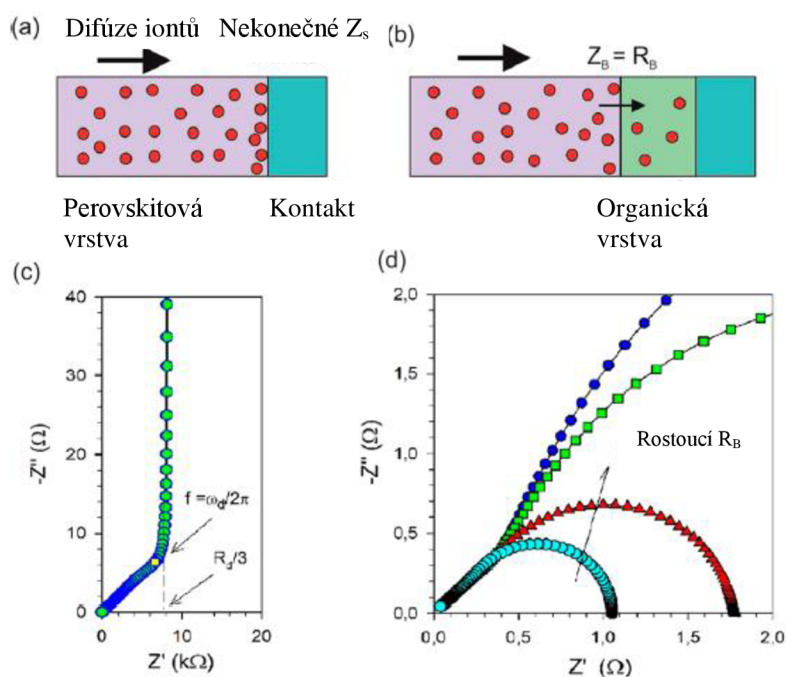 (a) Difúze iontů Nekonečné Zs
Perovskitová
vrstva
Kontakt
(b)
ZB = RB
Organická
vrstva
(c)
40
30
20
10
0
-Z'' (Ω)
f =ωd/2π
Rd/3
0 10 20
Z' (kΩ)
(d)
2,0
1,5
1,0
0,5
0,0
-Z'' (Ω)
Rostoucí RB
0,0 0,5 1,0 1,5 2,0
Z' (Ω)